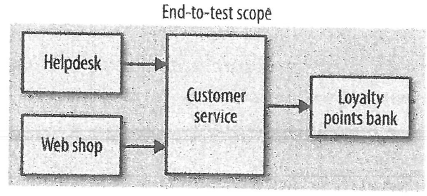 End-to-test scope
Helpdesk
Web shop
Customer
service
Loyalty
points bank